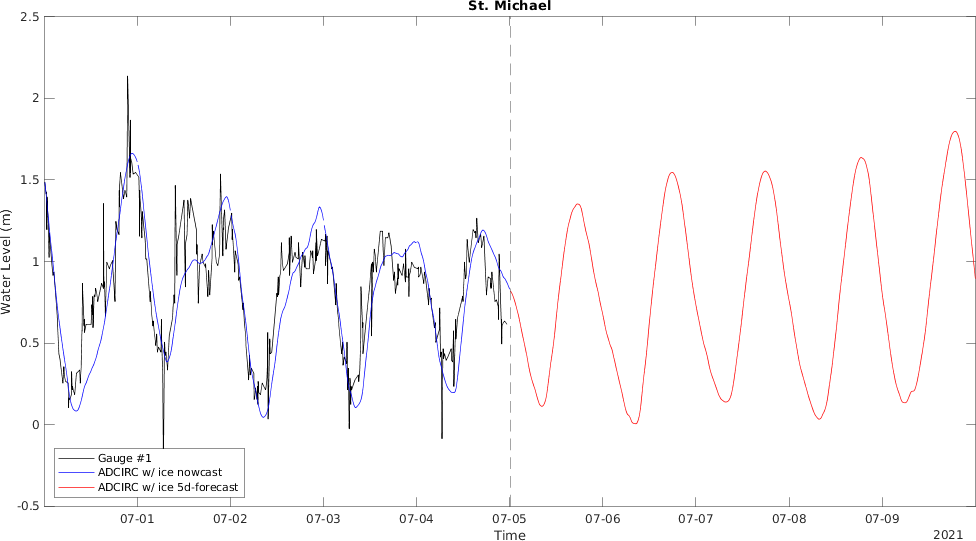 St. Michael
2.5
2
1.5
1
0.5
0
-0.5
Water Level (m)
Gauge #1
ADCIRC w/ ice nowcast
ADCIRC w/ ice 5d-forecast
07-01 07-02 07-03 07-04 07-05 07-06 07-07 07-08 07-09
Time
2021